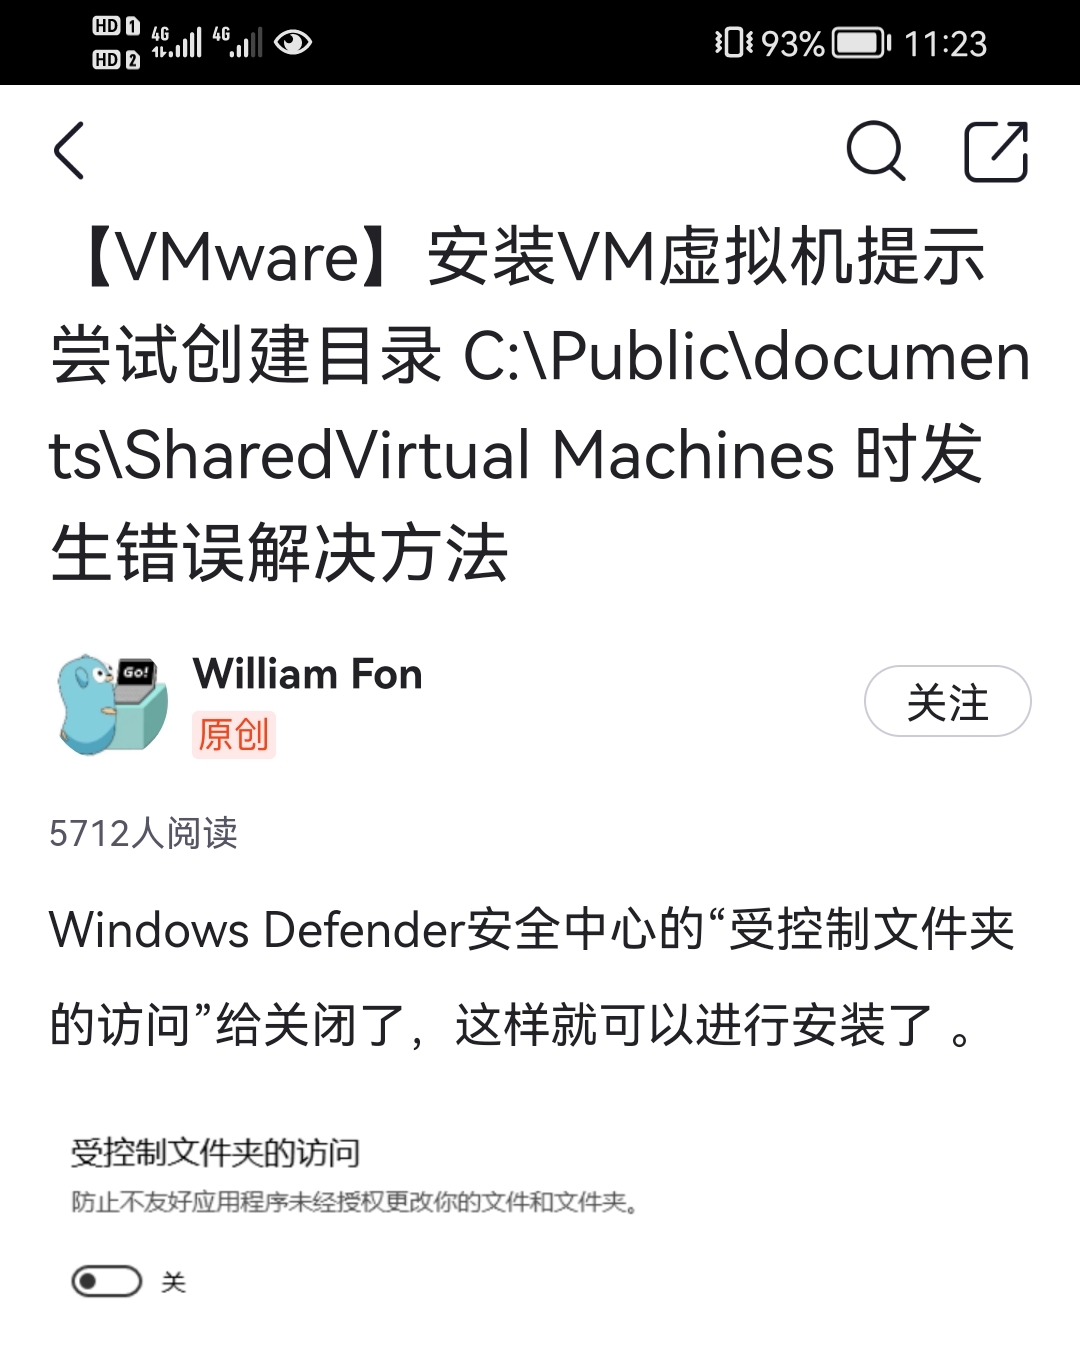 HD 1 4G 4G 93% 11:23
HD 2
【VMware】安装VM虚拟机提示
尝试创建目录 C:\Public\documen
ts\SharedVirtual Machines 时发
生错误解决方法
Go!
William Fon
原创
关注
5712人阅读
Windows Defender安全中心的“受控制文件夹
的访问”给关闭了，这样就可以进行安装了 。
受控制文件夹的访问
防止不友好应用程序未经授权更改你的文件和文件夹。
关